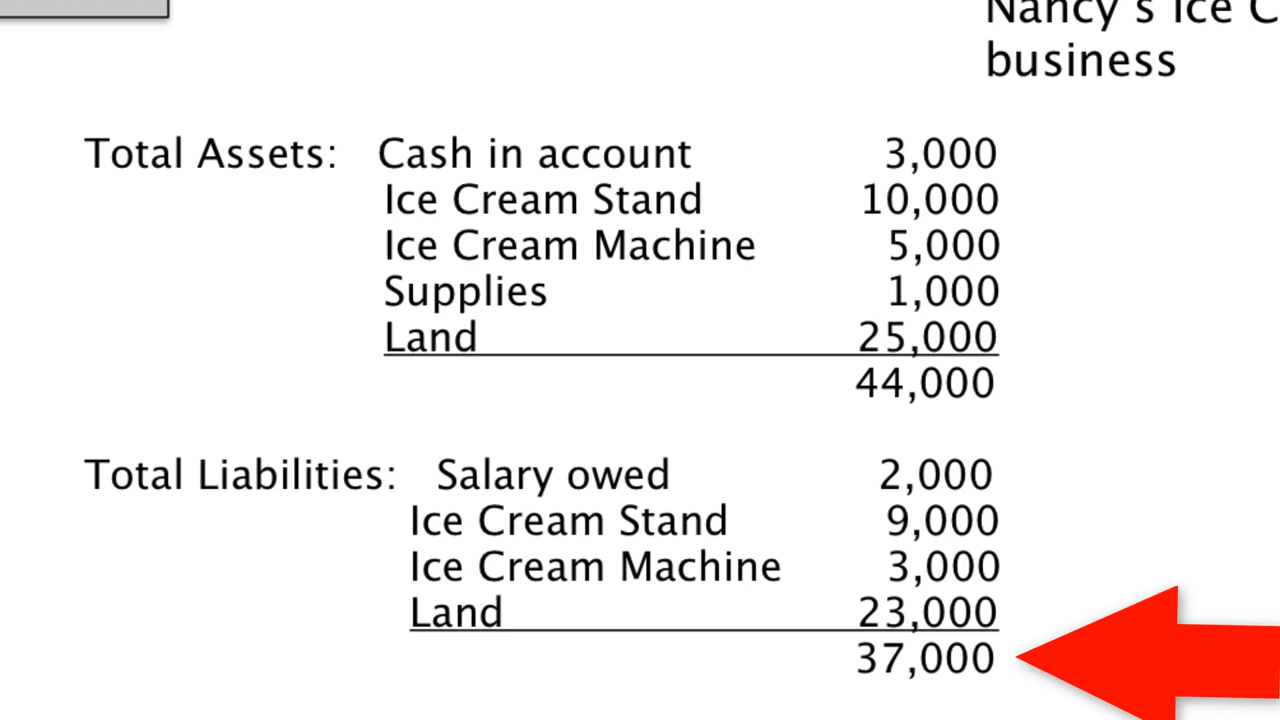 Nancy's Ice C
business
Total Assets: Cash in account 3,000
Ice Cream Stand 10,000
Ice Cream Machine 5,000
Supplies 1,000
Land 25,000
44,000
Total Liabilities: Salary owed 2,000
Ice Cream Stand 9,000
Ice Cream Machine 3,000
Land 23,000
37,000